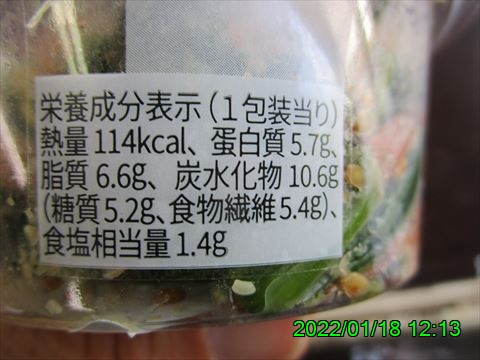 栄養成分表示(1包装当り)
熱量 114kcal、蛋白質 5.7g、
脂質 6.6g、炭水化物 10.6g
(糖質 5.2g、食物繊維 5.4g)、
食塩相当量 1.4g
2022/01/18 12:13